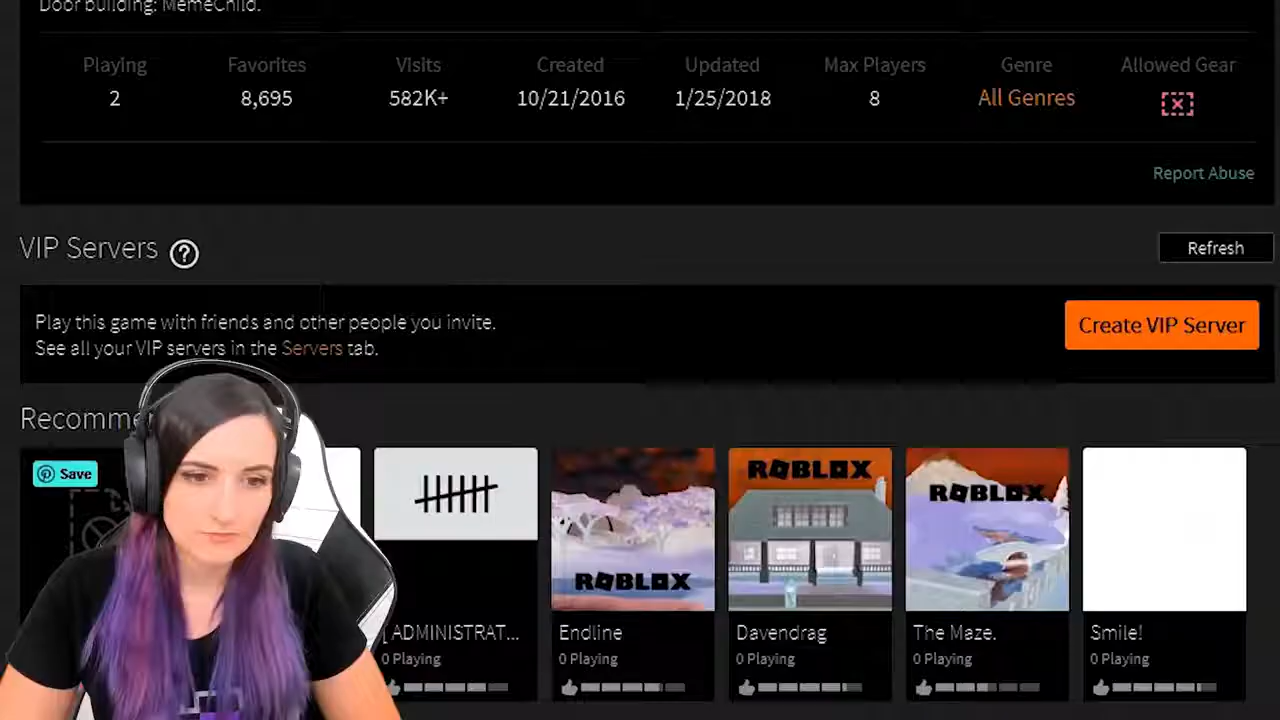 Door building: MemeChild.
Playing Favorites Visits Created Updated Max Players Genre Allowed Gear
2 8,695 582K+ 10/21/2016 1/25/2018 8 All Genres
Report Abuse
VIP Servers ?
Refresh
Play this game with friends and other people you invite.
See all your VIP servers in the Servers tab.
Create VIP Server
Recomme
Save
ROBLOX
ROBLOX
ROBLOX
[ ADMINISTRAT... Endline Davendrag The Maze. Smile!
0 Playing 0 Playing 0 Playing 0 Playing 0 Playing